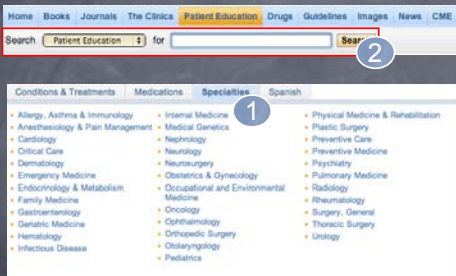 Home Books Journals The Clinics Patient Education Drugs Guidelines Images News CME
Search Patient Education for Sea
2
Conditions & Treatments Medications Specialties Spanish
1
Allergy, Asthma & Immunology
Anesthesiology & Pain Management
Cardiology
Critical Care
Dermatology
Emergency Medicine
Endocrinology & Metabolism
Family Medicine
Gastroenterology
Geriatric Medicine
Hematology
Infectious Disease
Internal Medicine
Medical Genetics
Nephrology
Neurology
Neurosurgery
Obstetrics & Gynecology
Occupational and Environmental
Medicine
Oncology
Ophthalmology
Orthopedic Surgery
Otolaryngology
Pediatrics
Physical Medicine & Rehabilitation
Plastic Surgery
Preventive Care
Preventive Medicine
Psychiatry
Pulmonary Medicine
Radiology
Rheumatology
Surgery, General
Thoracic Surgery
Urology